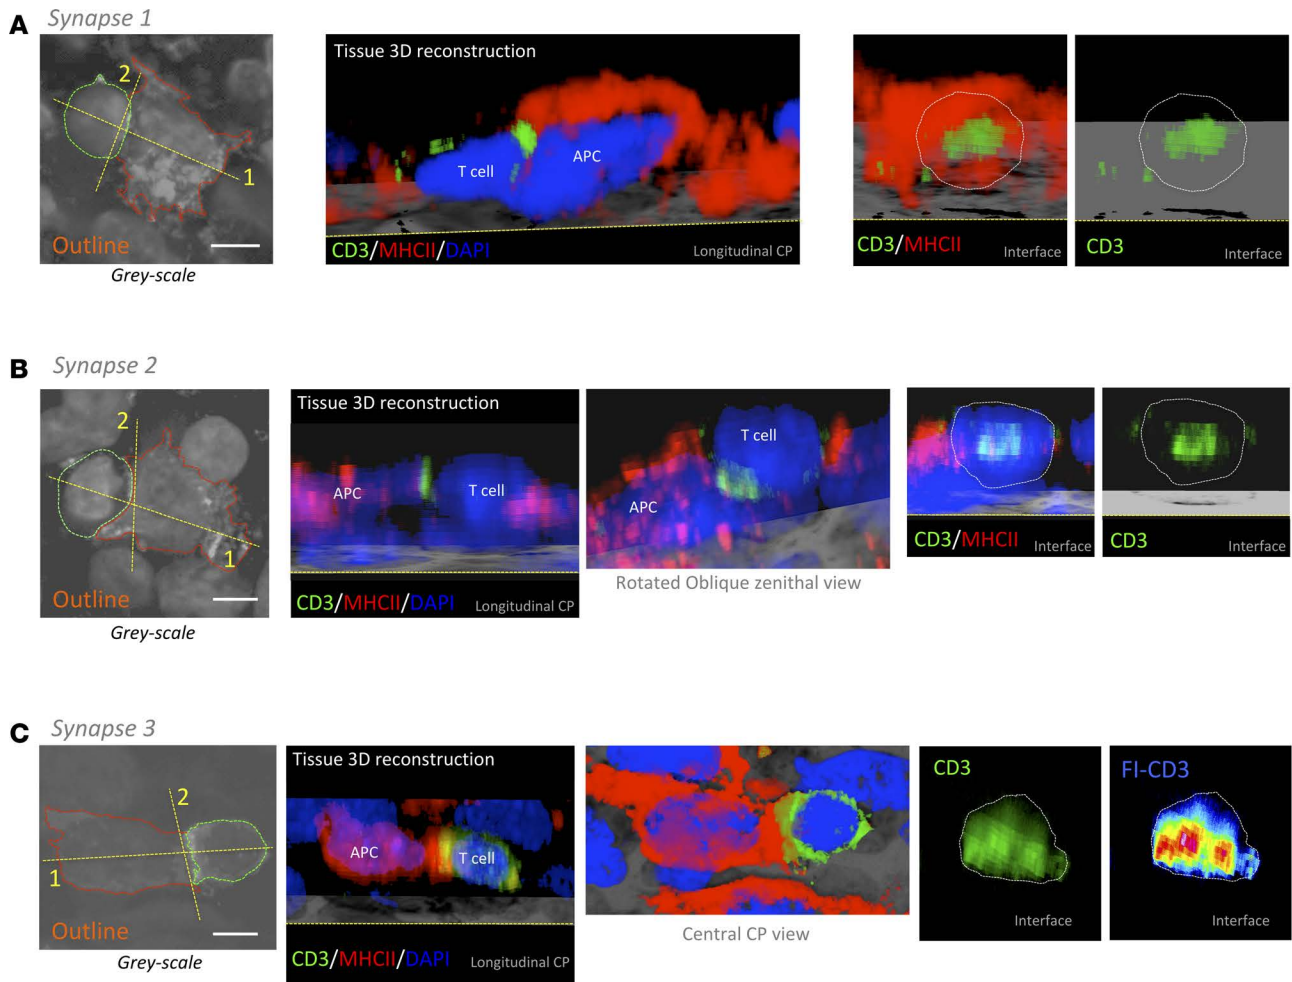 A
Synapse 1
2
1
Outline
Grey-scale
Tissue 3D reconstruction
T cell
APC
CD3/MHCII/DAPI
Longitudinal CP
CD3/MHCII
Interface
CD3
Interface
B
Synapse 2
2
1
Outline
Grey-scale
Tissue 3D reconstruction
APC
T cell
CD3/MHCII/DAPI
Longitudinal CP
T cell
APC
Rotated Oblique zenithal view
CD3/MHCII
Interface
CD3
Interface
C
Synapse 3
2
1
Outline
Grey-scale
Tissue 3D reconstruction
APC
T cell
CD3/MHCII/DAPI
Longitudinal CP
Central CP view
CD3
Interface
FI-CD3
Interface